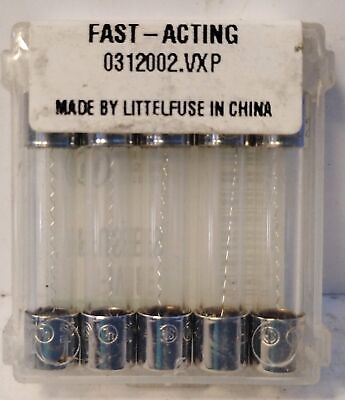 FAST-ACTING
0312002.VXP
MADE BY LITTELFUSE IN CHINA